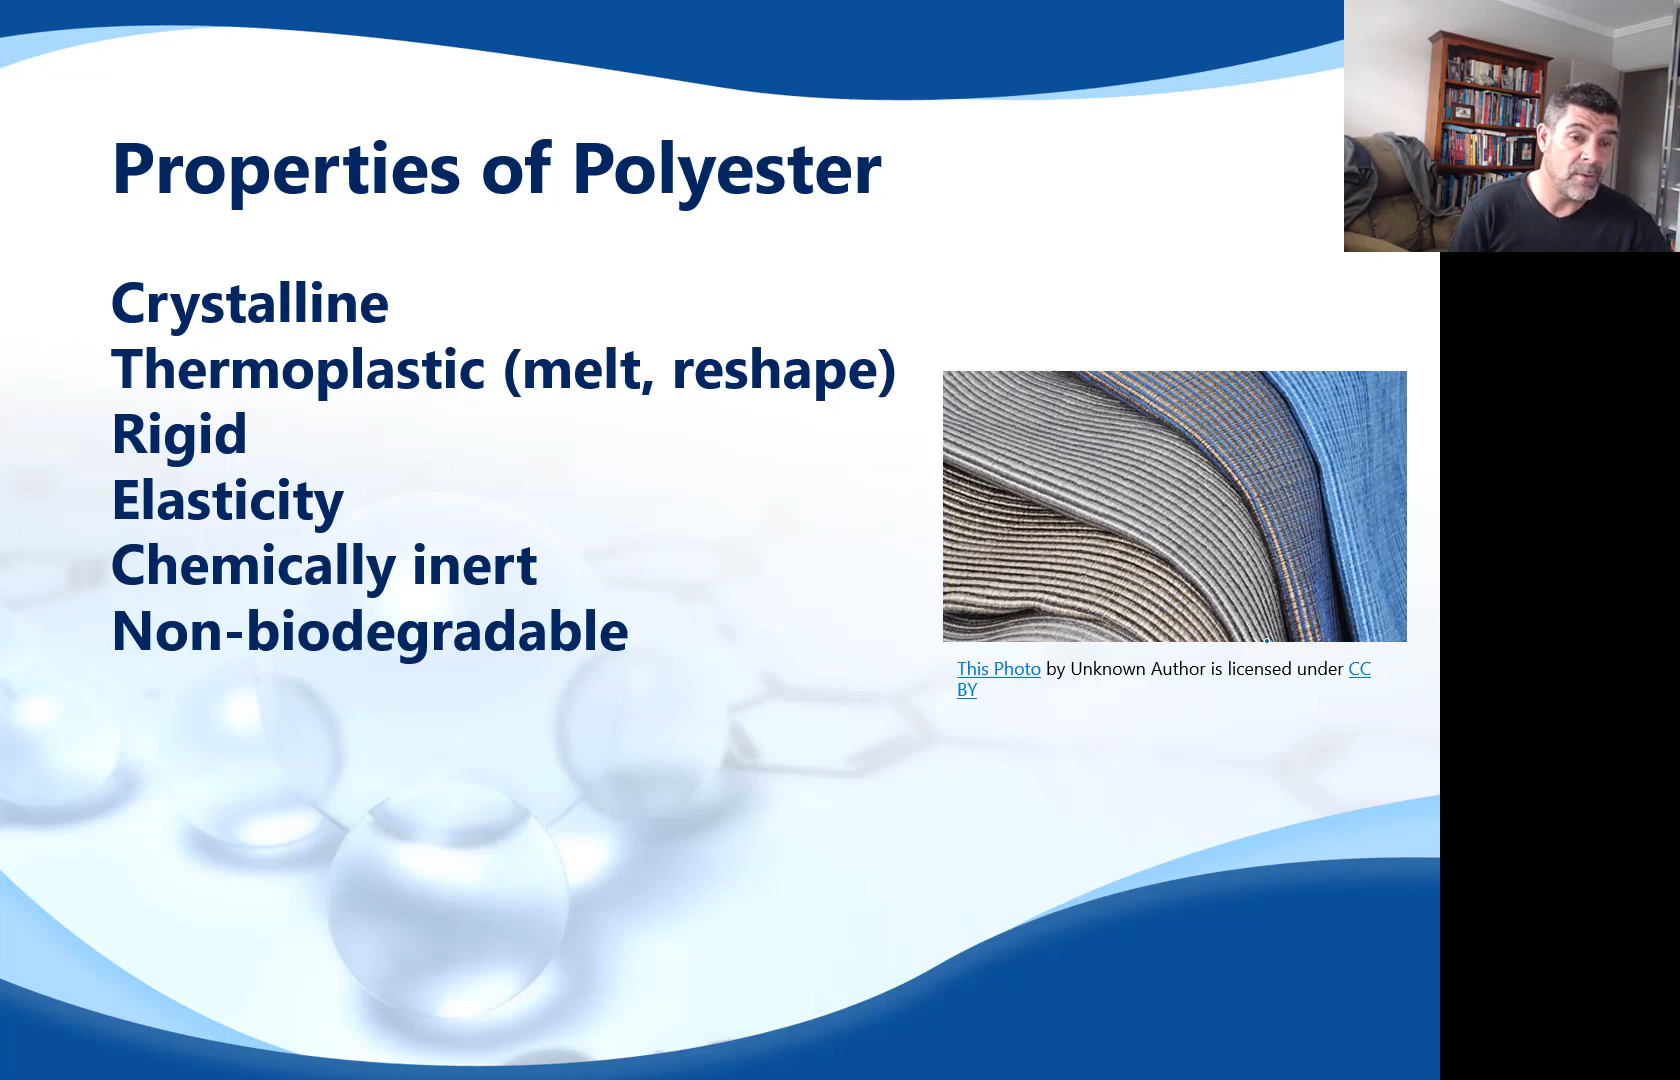 Properties of Polyester
Crystalline
Thermoplastic (melt, reshape)
Rigid
Elasticity
Chemically inert
Non-biodegradable
This Photo by Unknown Author is licensed under CC
BY